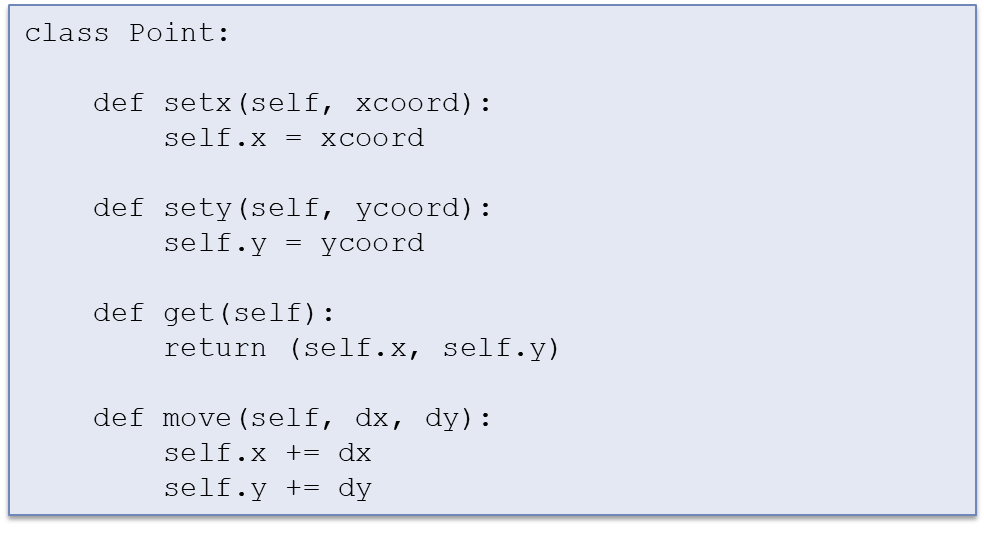 class Point:
    def setx(self, xcoord):
        self.x = xcoord
    def sety(self, ycoord):
        self.y = ycoord
    def get(self):
        return (self.x, self.y)
    def move(self, dx, dy):
        self.x += dx
        self.y += dy